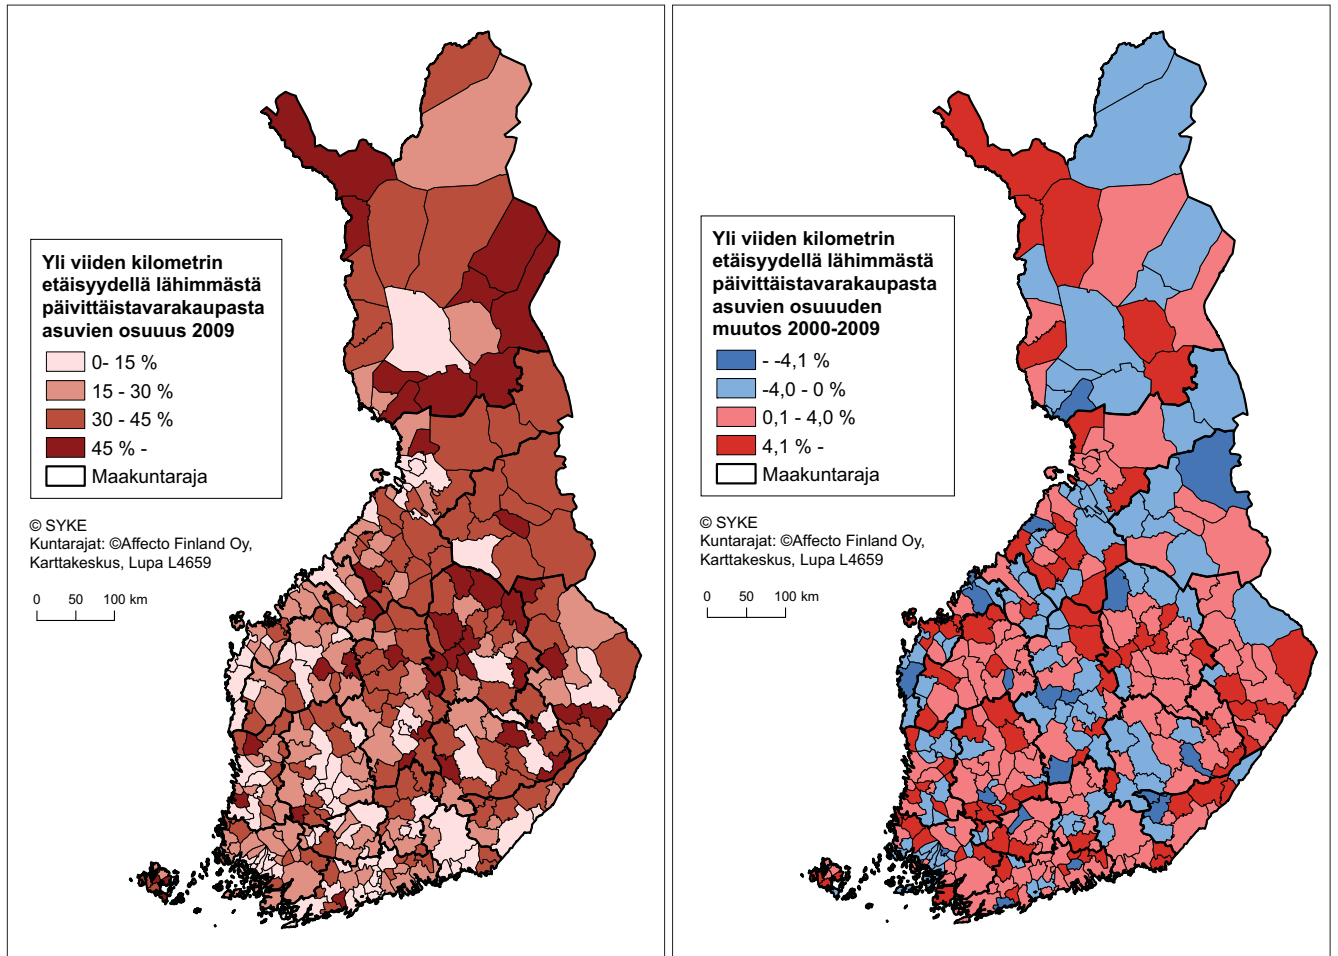 Yli viiden kilometrin
etäisyydellä lähimmästä
päivittäistavarakaupasta
asuvien osuus 2009
0- 15 %
15 - 30 %
30 - 45 %
45 % -
Maakuntaraja
© SYKE
Kuntarajat: ©Affecto Finland Oy,
Karttakeskus, Lupa L4659
0 50 100 km
Yli viiden kilometrin
etäisyydellä lähimmästä
päivittäistavarakaupasta
asuvien osuuden
muutos 2000-2009
- -4,1 %
-4,0 - 0 %
0,1 - 4,0 %
4,1 % -
Maakuntaraja
© SYKE
Kuntarajat: ©Affecto Finland Oy,
Karttakeskus, Lupa L4659
0 50 100 km